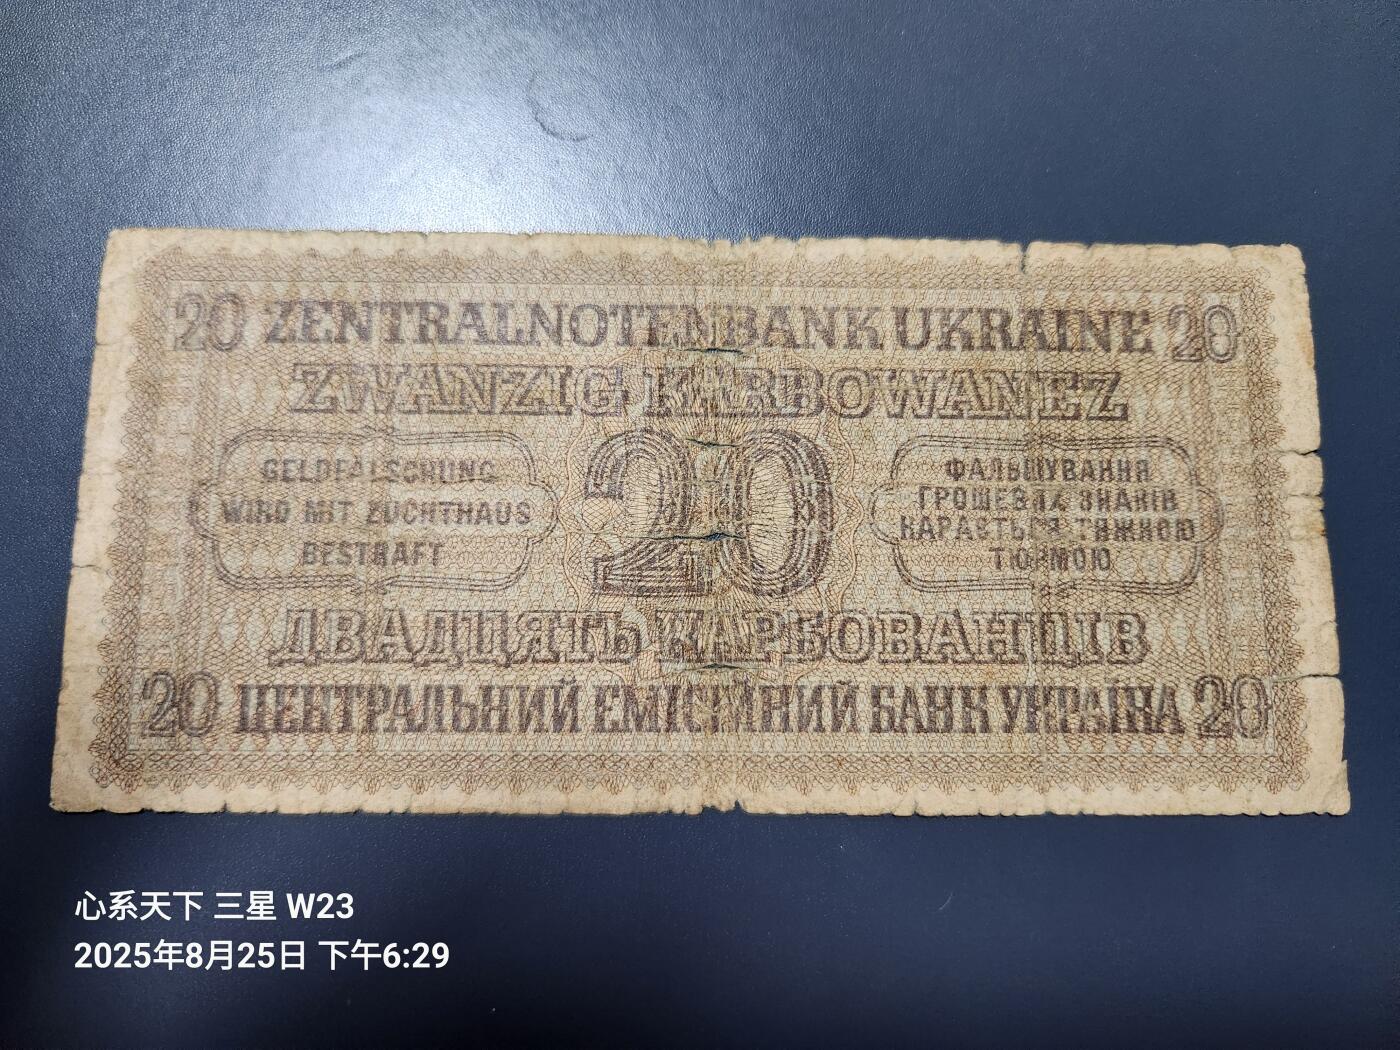 20 ZENTRALNOTENBANK UKRAINE 20
ZWANZIG KARBOWANEZ
GELDFÄLSCHUNG
WIRD MIT ZUCHTHAUS
BESTRAFT
20
ФАЛЬШУВАННЯ
ГРОШЕВИХ ЗНАКІВ
КАРАЄТЬСЯ ТЯЖКОЮ
ТЮРМОЮ
ДВАДЦЯТЬ КАРБОВАНЦІВ
20 ЦЕНТРАЛЬНИЙ ЕМІСІЙНИЙ БАНК УКРАЇНА 20
心系天下 三星 W23
2025年8月25日 下午6:29